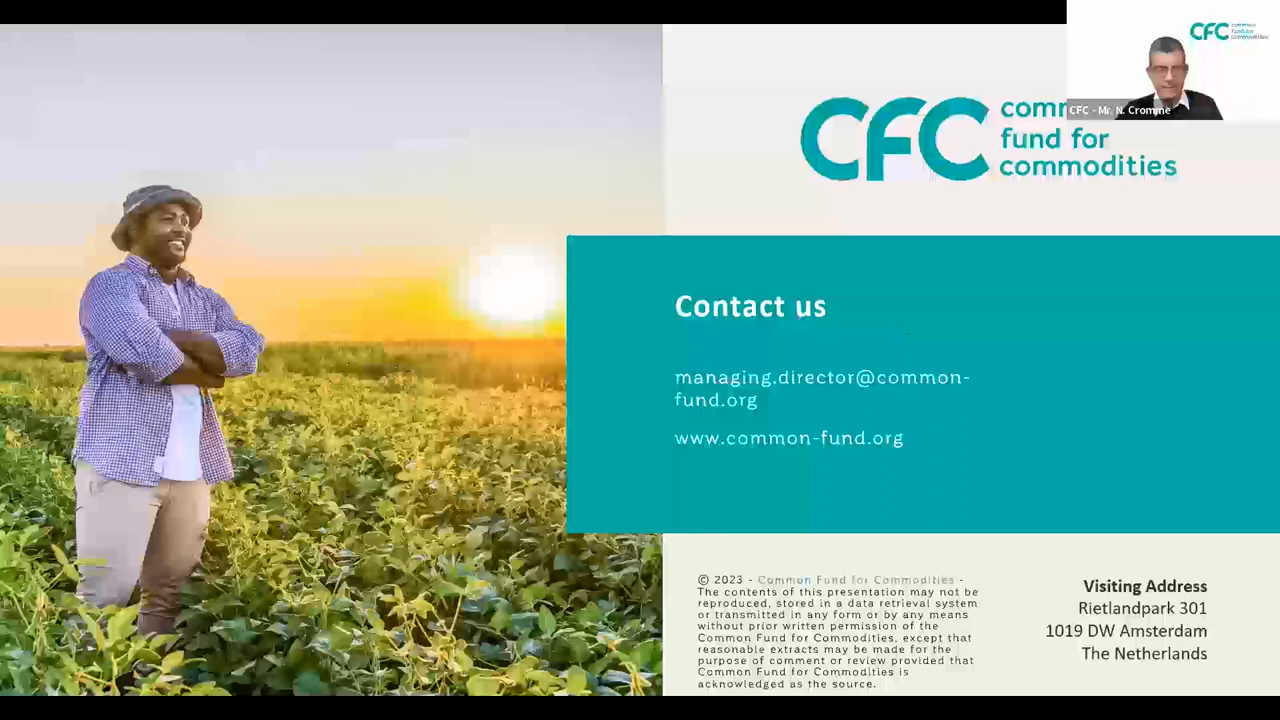 CFC common
fund for
commodities
CFC - Mr. N. Cromme
CFC
fund for
commodities
Contact us
managing.director@common-
fund.org
www.common-fund.org
© 2023 - Common Fund for Commodities -
The contents of this presentation may not be
reproduced, stored in a data retrieval system
or transmitted in any form or by any means
without prior written permission of the
Common Fund for Commodities, except that
reasonable extracts may be made for the
purpose of comment or review provided that
Common Fund for Commodities is
acknowledged as the source.
Visiting Address
Rietlandpark 301
1019 DW Amsterdam
The Netherlands